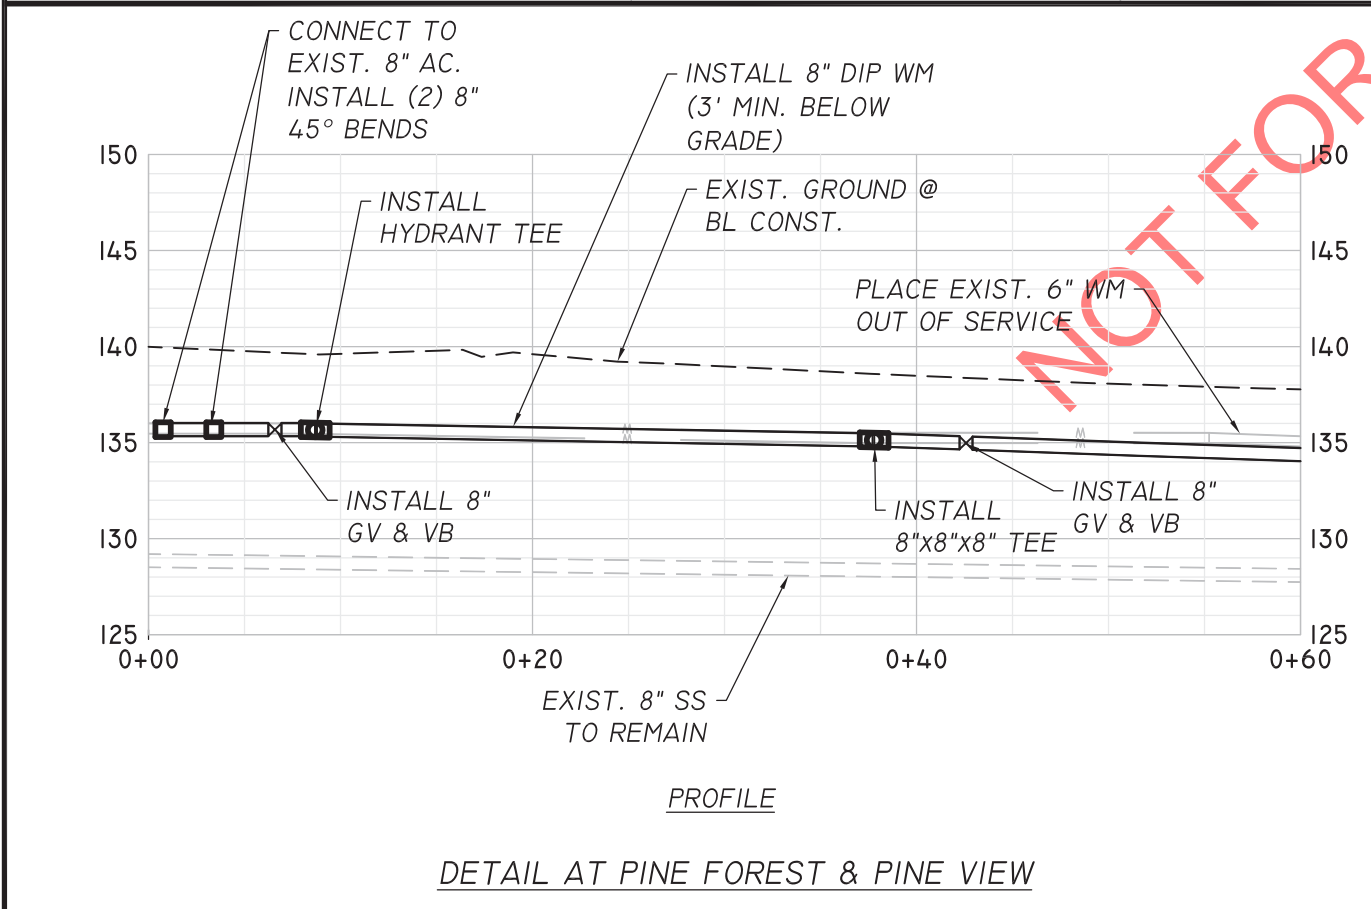 CONNECT TO
EXIST. 8" AC.
INSTALL (2) 8"
45° BENDS
INSTALL 8" DIP WM
(3' MIN. BELOW
GRADE)
INSTALL
HYDRANT TEE
EXIST. GROUND @
BL CONST.
PLACE EXIST. 6" WM
OUT OF SERVICE
NOT FOR
150
145
140
135
130
125
150
145
140
135
130
125
W
W
W
W
INSTALL 8"
GV & VB
INSTALL
8"x8"x8" TEE
INSTALL 8"
GV & VB
0+00
0+20
0+40
0+60
EXIST. 8" SS
TO REMAIN
PROFILE
DETAIL AT PINE FOREST & PINE VIEW